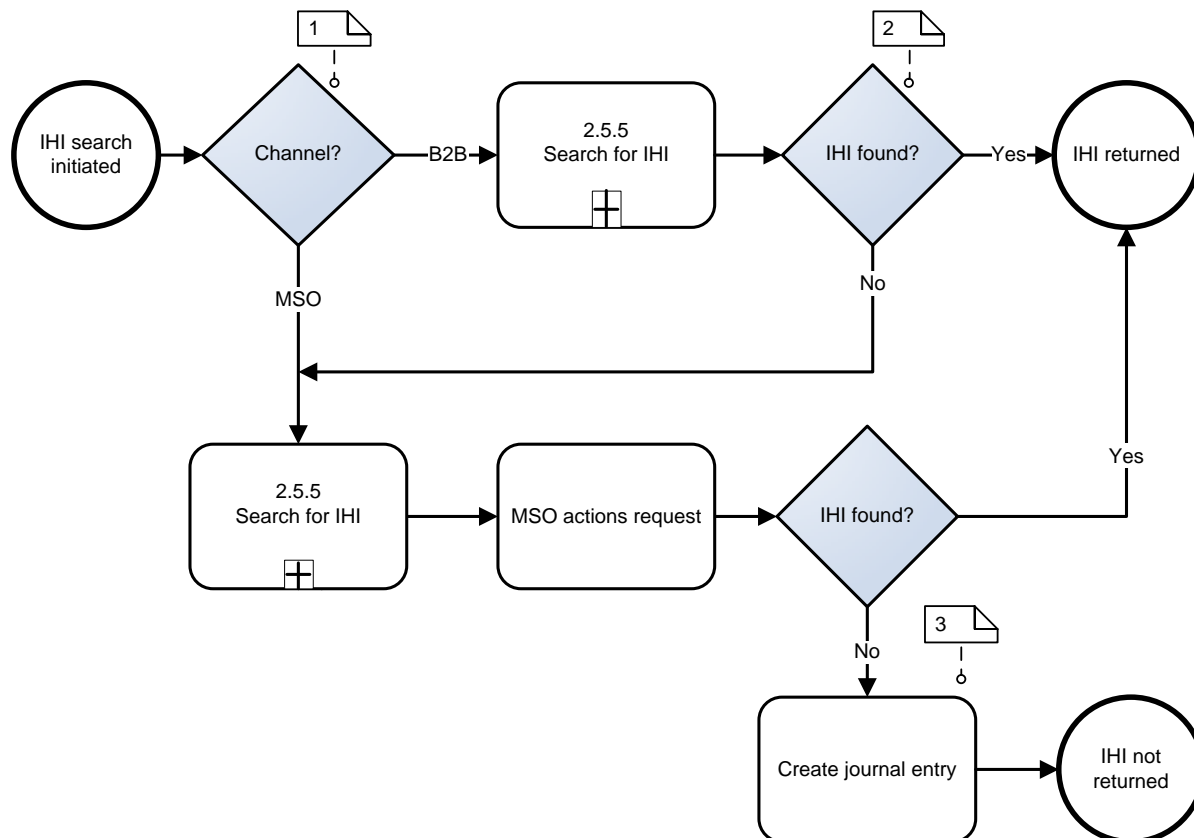 1
2
IHI search
initiated
Channel?
B2B
2.5.5
Search for IHI
IHI found?
Yes
IHI returned
MSO
No
2.5.5
Search for IHI
MSO actions request
IHI found?
Yes
3
No
Create journal entry
IHI not
returned